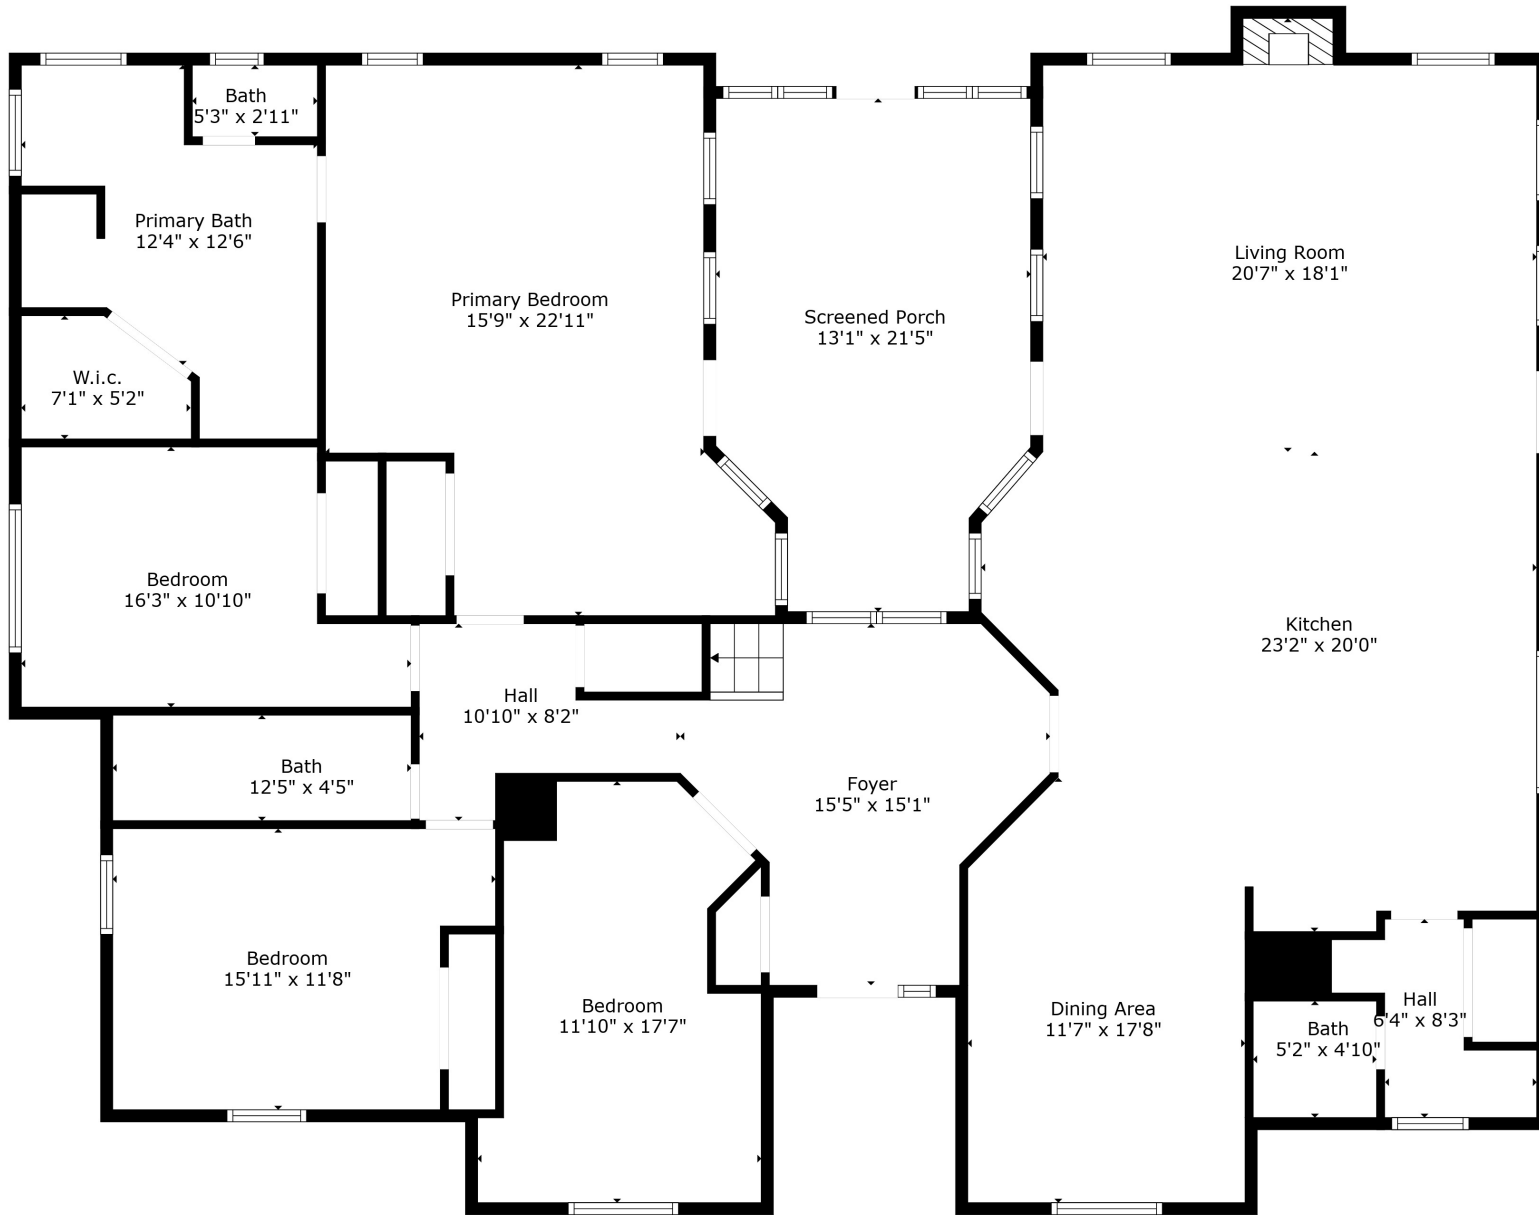 Bath
5'3" x 2'11"
Primary Bath
12'4" x 12'6"
Living Room
20'7" x 18'1"
Primary Bedroom
15'9" x 22'11"
Screened Porch
13'1" x 21'5"
W.i.c.
7'1" x 5'2"
Bedroom
16'3" x 10'10"
Kitchen
23'2" x 20'0"
Hall
10'10" x 8'2"
Bath
12'5" x 4'5"
Foyer
15'5" x 15'1"
Bedroom
15'11" x 11'8"
Bedroom
11'10" x 17'7"
Dining Area
11'7" x 17'8"
Hall
6'4" x 8'3"
Bath
5'2" x 4'10"